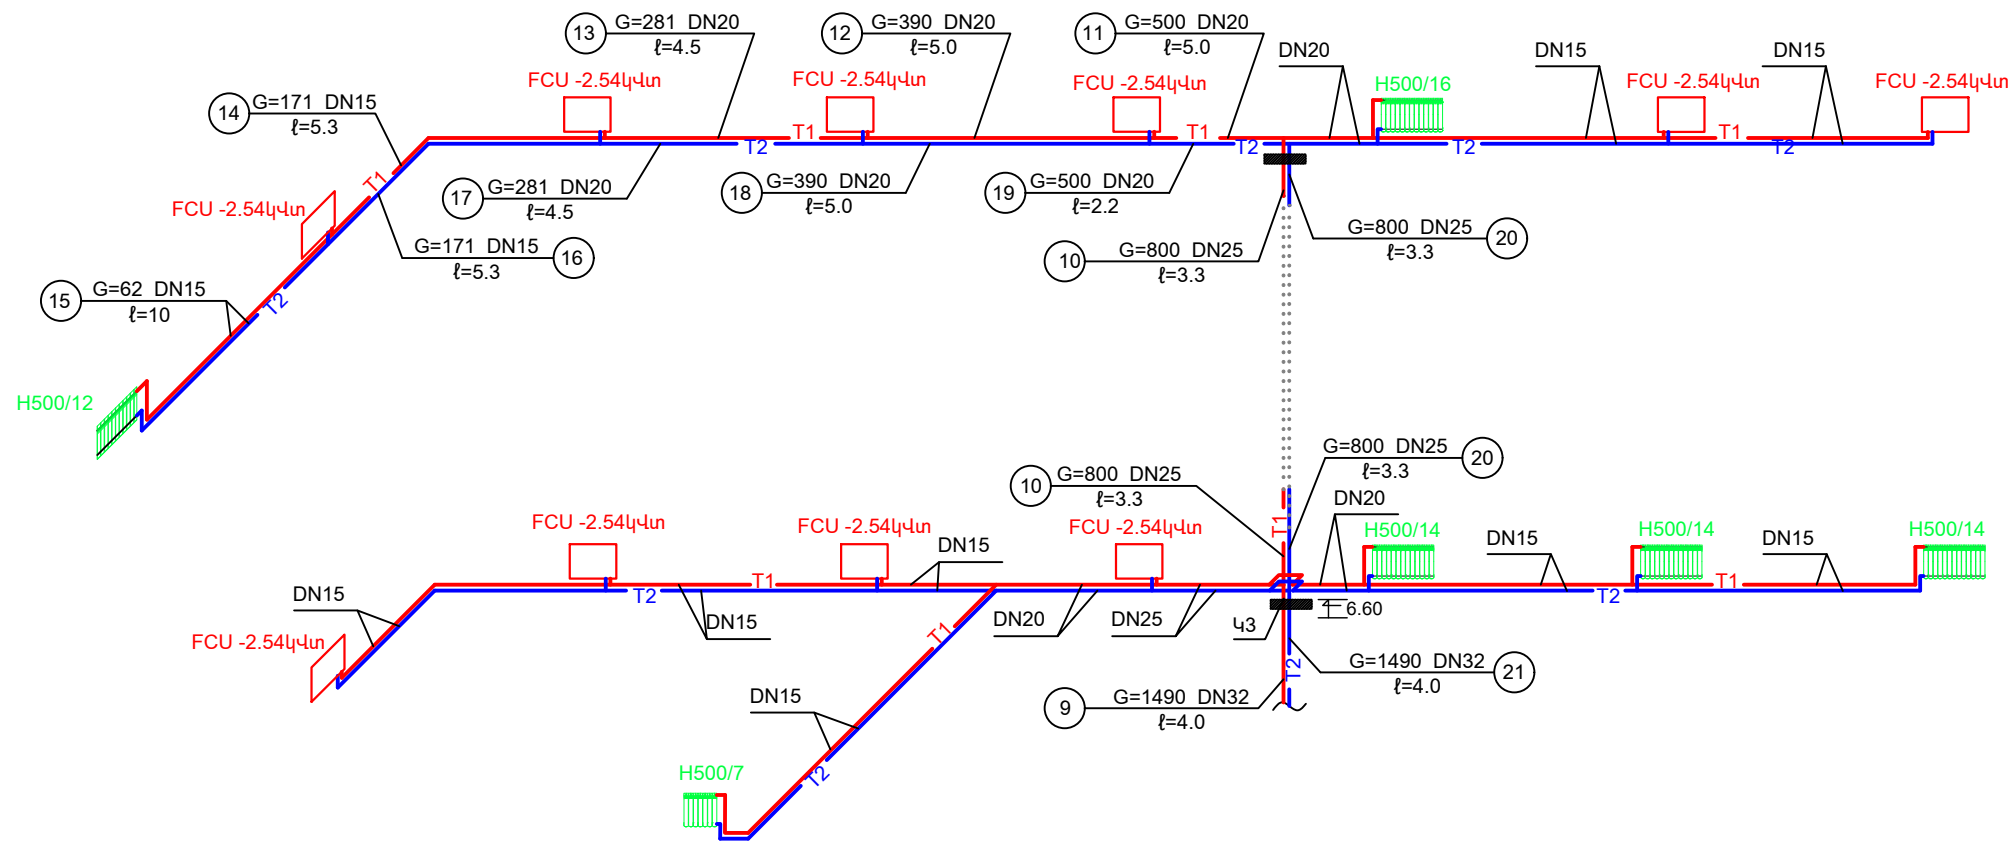 13 G=281 DN20
ℓ=4.5
12 G=390 DN20
ℓ=5.0
11 G=500 DN20
ℓ=5.0
DN20
DN15
DN15
FCU -2.54կՎտ
FCU -2.54կՎտ
FCU -2.54կՎտ
H500/16
FCU -2.54կՎտ
FCU -2.54կՎտ
14 G=171 DN15
ℓ=5.3
T1
T1
T1
T2
T2
T2
T2
T1
17 G=281 DN20
ℓ=4.5
18 G=390 DN20
ℓ=5.0
19 G=500 DN20
ℓ=2.2
FCU -2.54կՎտ
G=171 DN15 16
ℓ=5.3
10 G=800 DN25
ℓ=3.3
G=800 DN25 20
ℓ=3.3
15 G=62 DN15
ℓ=10
T2
H500/12
G=800 DN25 20
ℓ=3.3
10 G=800 DN25
ℓ=3.3
DN20
FCU -2.54կՎտ
FCU -2.54կՎտ
FCU -2.54կՎտ
T1
H500/14
H500/14
H500/14
DN15
DN15
DN15
T1
T1
T2
T2
DN15
DN15
DN20
DN25
Կ3
6.60
FCU -2.54կՎտ
T1
T2
G=1490 DN32 21
ℓ=4.0
9 G=1490 DN32
ℓ=4.0
DN15
T2
H500/7